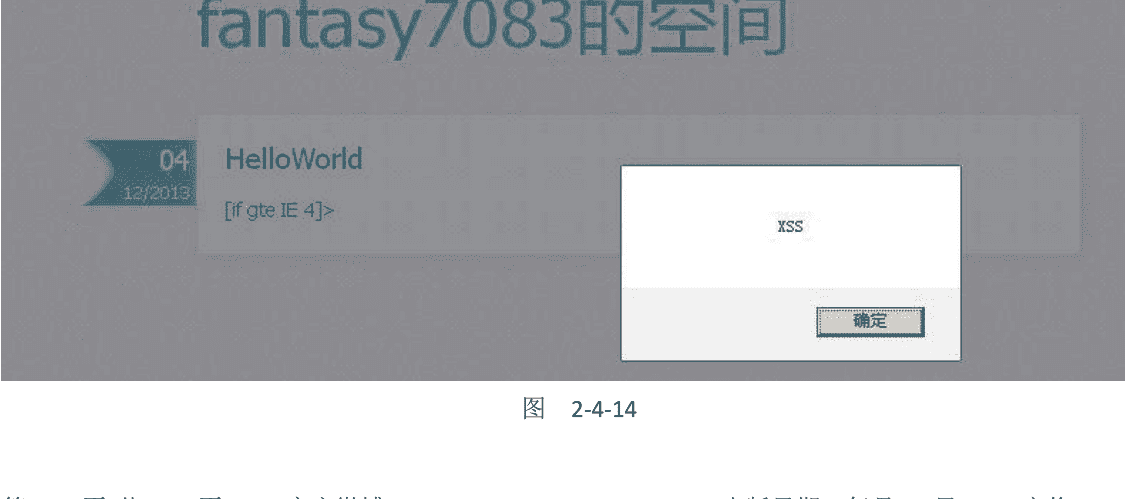 fantasy7083的空间
04
12/2013
HelloWorld
[if gte IE 4]>
XSS
确定
图 2-4-14